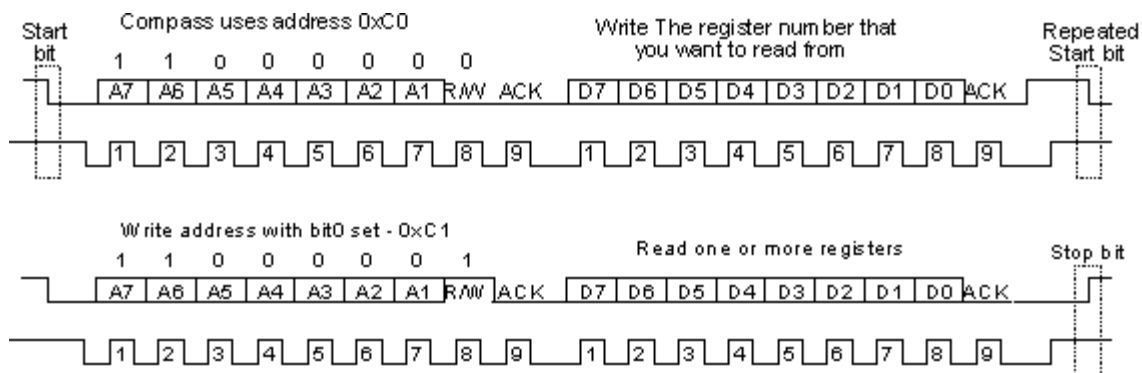 Compass uses address 0xC0
Write The register number that
you want to read from
Start
bit
Repeated
Start bit
1 1 0 0 0 0 0 0
A7 A6 A5 A4 A3 A2 A1 R/W ACK D7 D6 D5 D4 D3 D2 D1 D0 ACK
1 2 3 4 5 6 7 8 9 1 2 3 4 5 6 7 8 9
Write address with bit0 set - 0xC1
Read one or more registers
Stop bit
1 1 0 0 0 0 0 1
A7 A6 A5 A4 A3 A2 A1 R/W ACK D7 D6 D5 D4 D3 D2 D1 D0 ACK
1 2 3 4 5 6 7 8 9 1 2 3 4 5 6 7 8 9